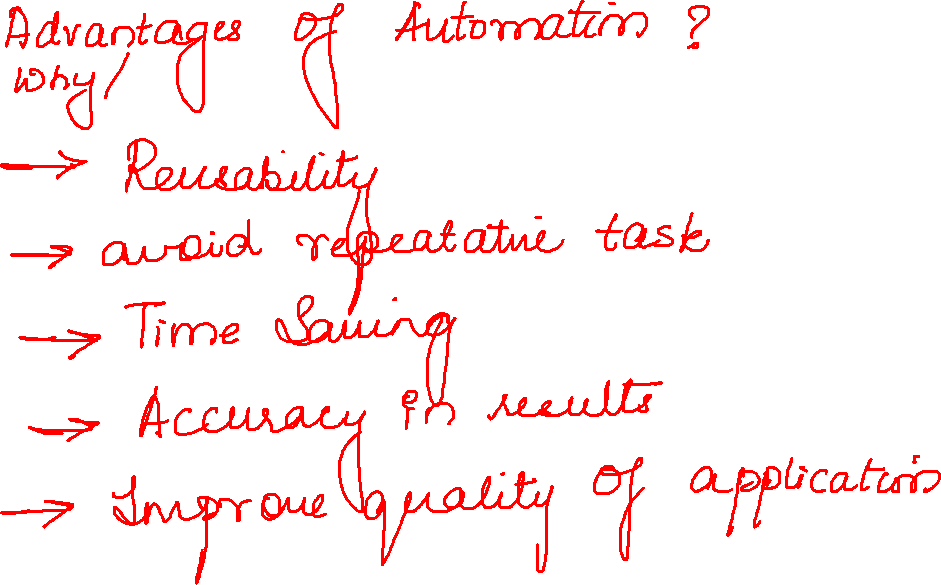 Advantages of Automation ?
Why/
→ Reusability
→ avoid repeatative task
→ Time Saving
→ Accuracy in results
→ Improve quality of application